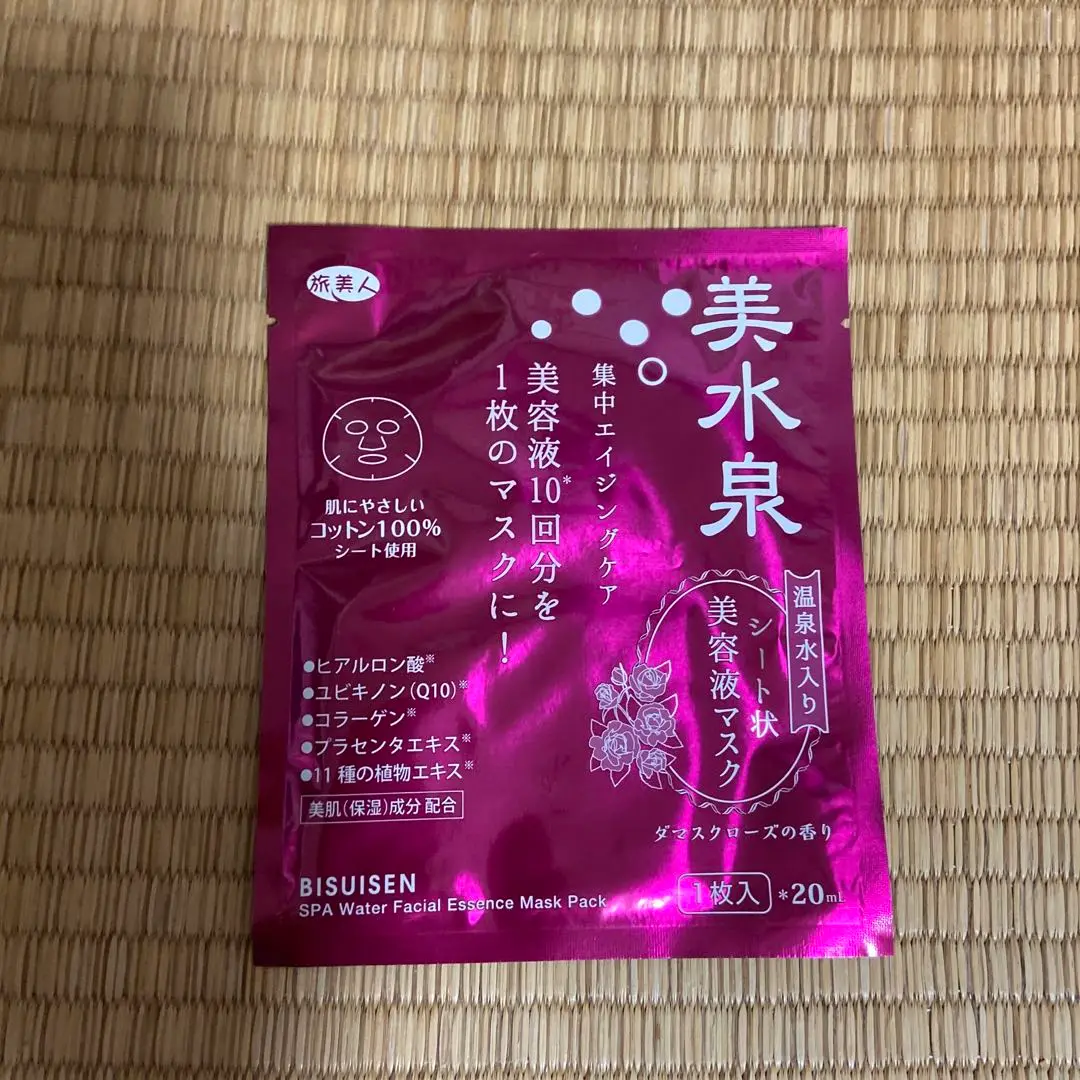 旅美人
美水泉
集中エイジングケア
美容液10*回分を
1枚のマスクに!
肌にやさしい
コットン100%
シート使用
温泉水入り
シート状
美容液マスク
ダマスクローズの香り
●ヒアルロン酸※
●ユビキノン(Q10)※
●コラーゲン※
●プラセンタエキス※
●11種の植物エキス※
美肌(保湿)成分配合
BISUISEN
SPA Water Facial Essence Mask Pack
1枚入 *20mL